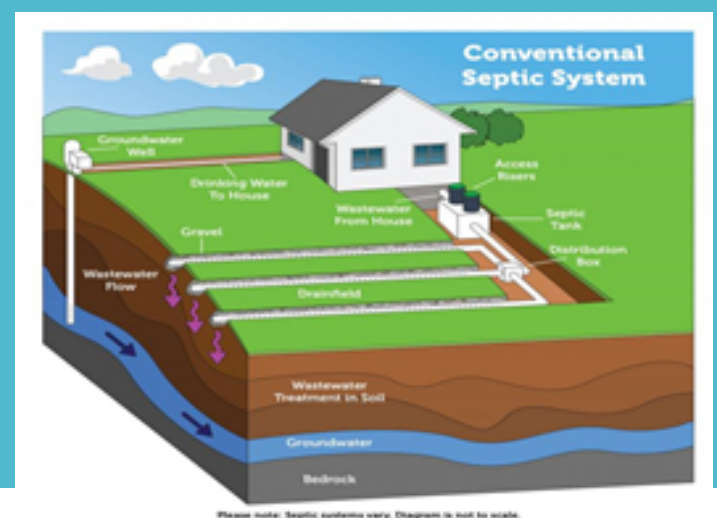 Conventional
Septic System
Groundwater
Well
Drinking Water
To House
Access
Risers
Wastewater
From House
Septic
Tank
Gravel
Distribution
Box
Wastewater
Flow
Drainfield
Wastewater
Treatment in Soil
Groundwater
Bedrock
Please note: Septic systems vary. Diagram is not to scale.